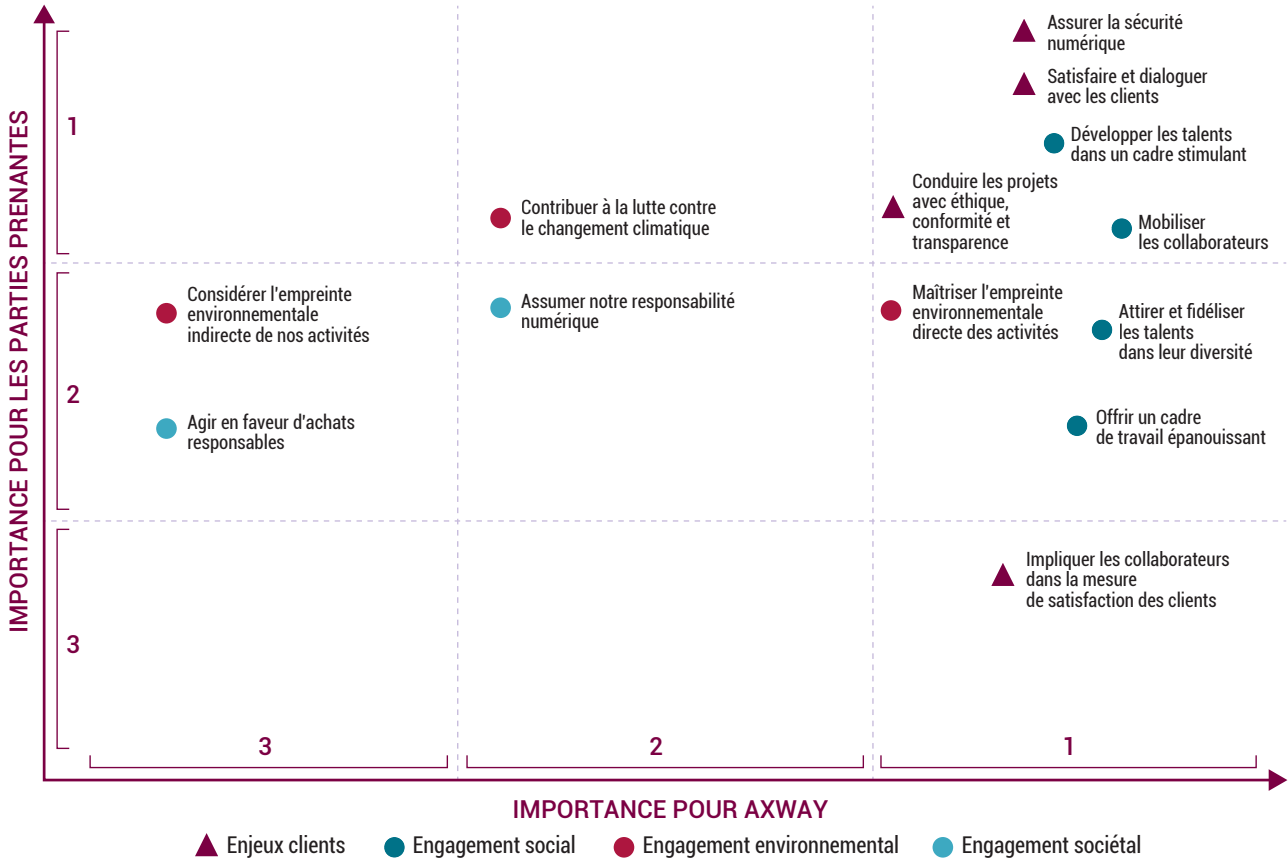 IMPORTANCE POUR LES PARTIES PRENANTES
1
2
3
Assurer la sécurité
numérique
Satisfaire et dialoguer
avec les clients
Développer les talents
dans un cadre stimulant
Conduire les projets
avec éthique,
conformité et
transparence
Mobiliser
les collaborateurs
Contribuer à la lutte contre
le changement climatique
Considérer l'empreinte
environnementale
indirecte de nos activités
Assumer notre responsabilité
numérique
Maîtriser l'empreinte
environnementale
directe des activités
Attirer et fidéliser
les talents
dans leur diversité
Agir en faveur d'achats
responsables
Offrir un cadre
de travail épanouissant
Impliquer les collaborateurs
dans la mesure
de satisfaction des clients
3
2
1
IMPORTANCE POUR AXWAY
Enjeux clients
Engagement social
Engagement environnemental
Engagement sociétal